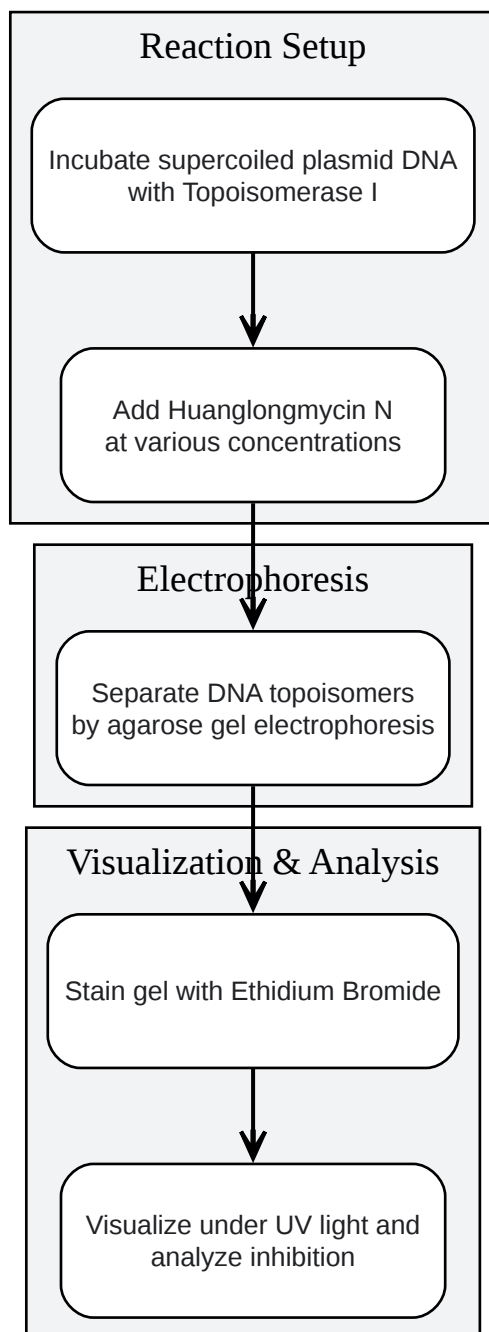 Reaction Setup
Incubate supercoiled plasmid DNA
with Topoisomerase I
Add Huanglongmycin N
at various concentrations
Electrophoresis
Separate DNA topoisomers
by agarose gel electrophoresis
Visualization & Analysis
Stain gel with Ethidium Bromide
Visualize under UV light and
analyze inhibition